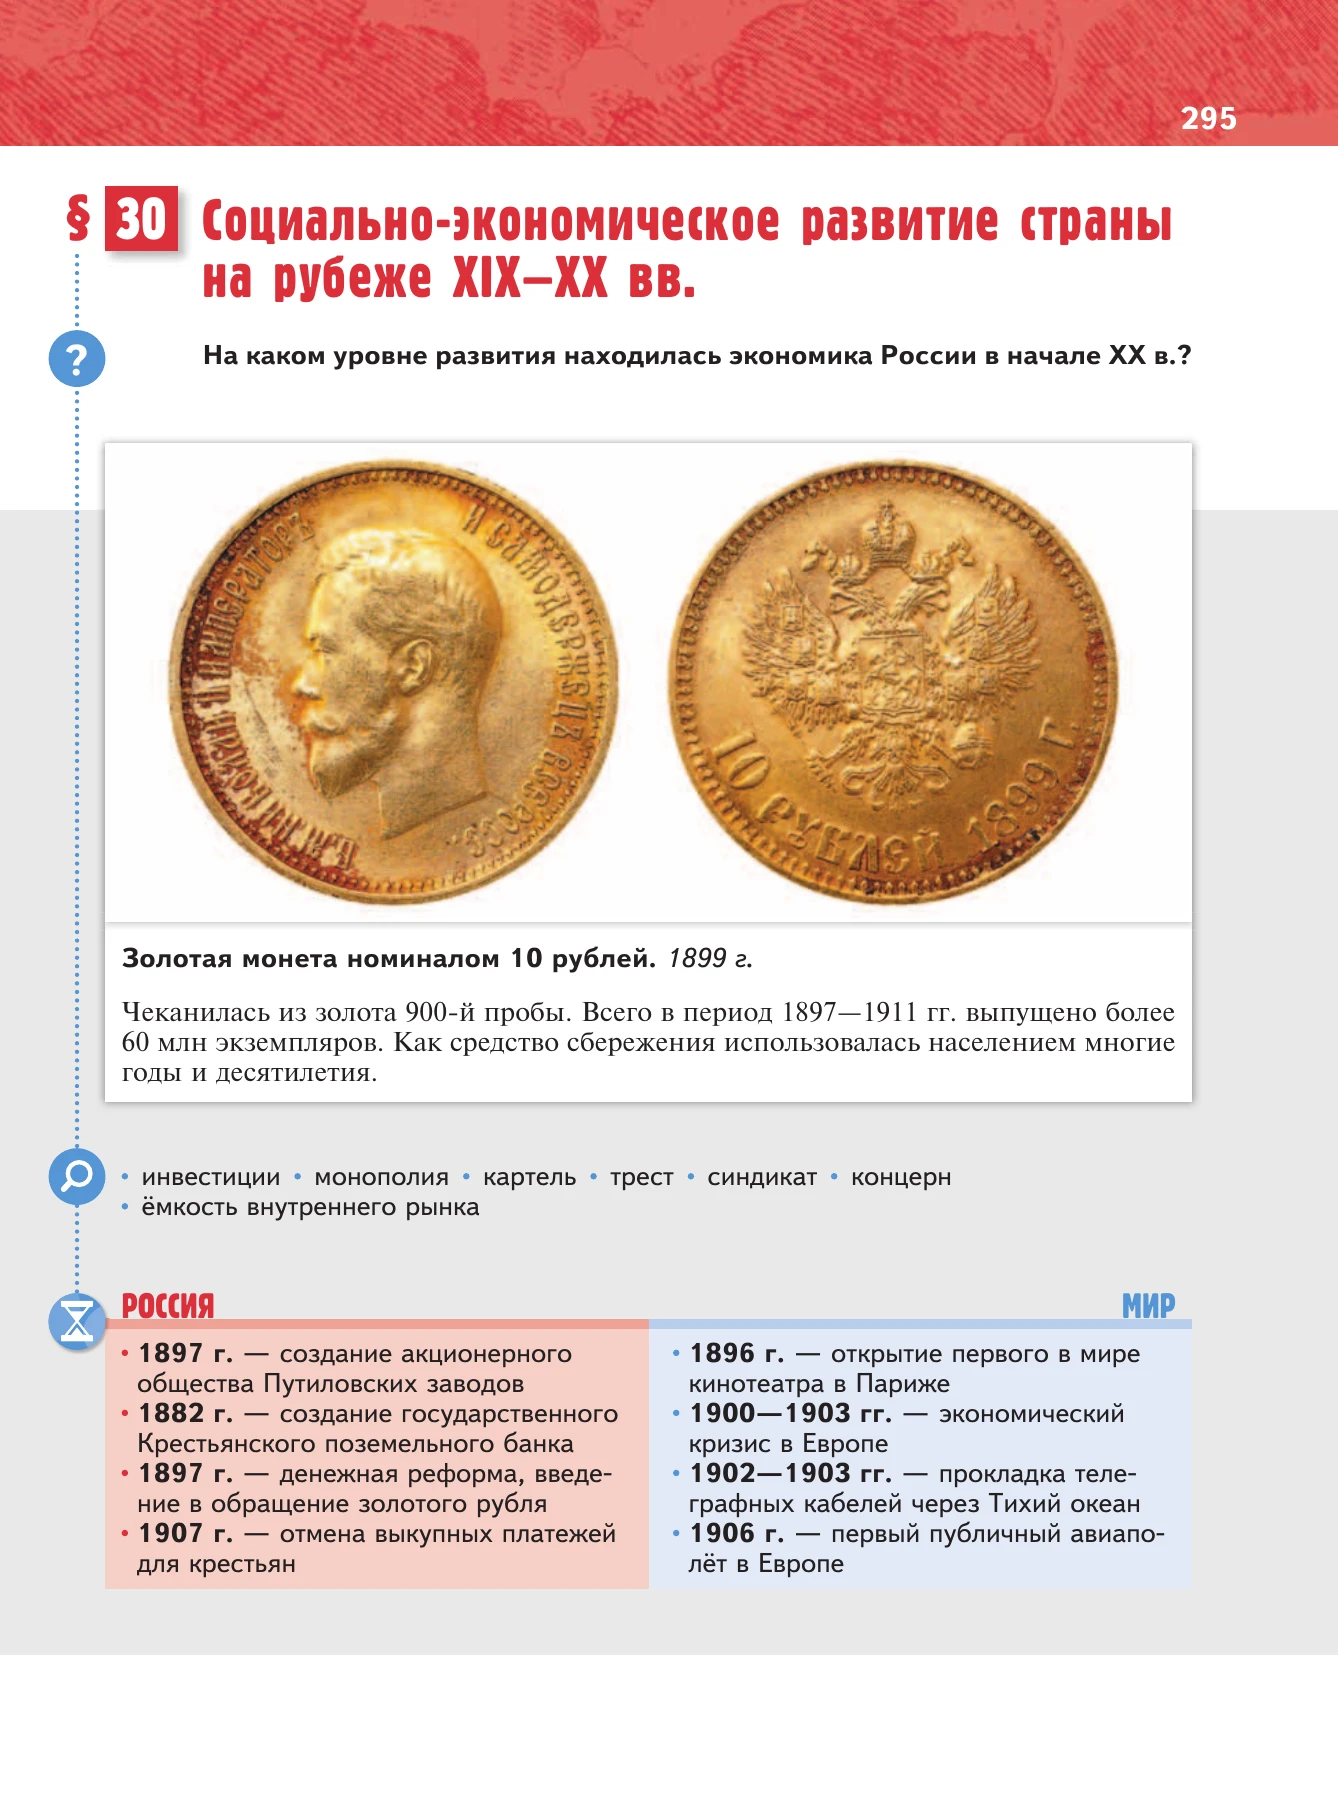 295
§ 30 Социально-экономическое развитие страны
на рубеже XIX—XX вв.
? На каком уровне развития находилась экономика России в начале XX в.?
И САМОДЕРЖЕЦЪ ВСЕРОСС.
Б.М.НИКОЛАЙ II ИМПЕРАТОРЪ
10 РУБЛЕЙ 1899 Г.
Золотая монета номиналом 10 рублей. 1899 г.
Чеканилась из золота 900-й пробы. Всего в период 1897—1911 гг. выпущено более
60 млн экземпляров. Как средство сбережения использовалась населением многие
годы и десятилетия.
• инвестиции • монополия • картель • трест • синдикат • концерн
• ёмкость внутреннего рынка
РОССИЯ
• 1897 г. — создание акционерного
общества Путиловских заводов
• 1882 г. — создание государственного
Крестьянского поземельного банка
• 1897 г. — денежная реформа, введе-
ние в обращение золотого рубля
• 1907 г. — отмена выкупных платежей
для крестьян
МИР
• 1896 г. — открытие первого в мире
кинотеатра в Париже
• 1900—1903 гг. — экономический
кризис в Европе
• 1902—1903 гг. — прокладка теле-
графных кабелей через Тихий океан
• 1906 г. — первый публичный авиапо-
лёт в Европе